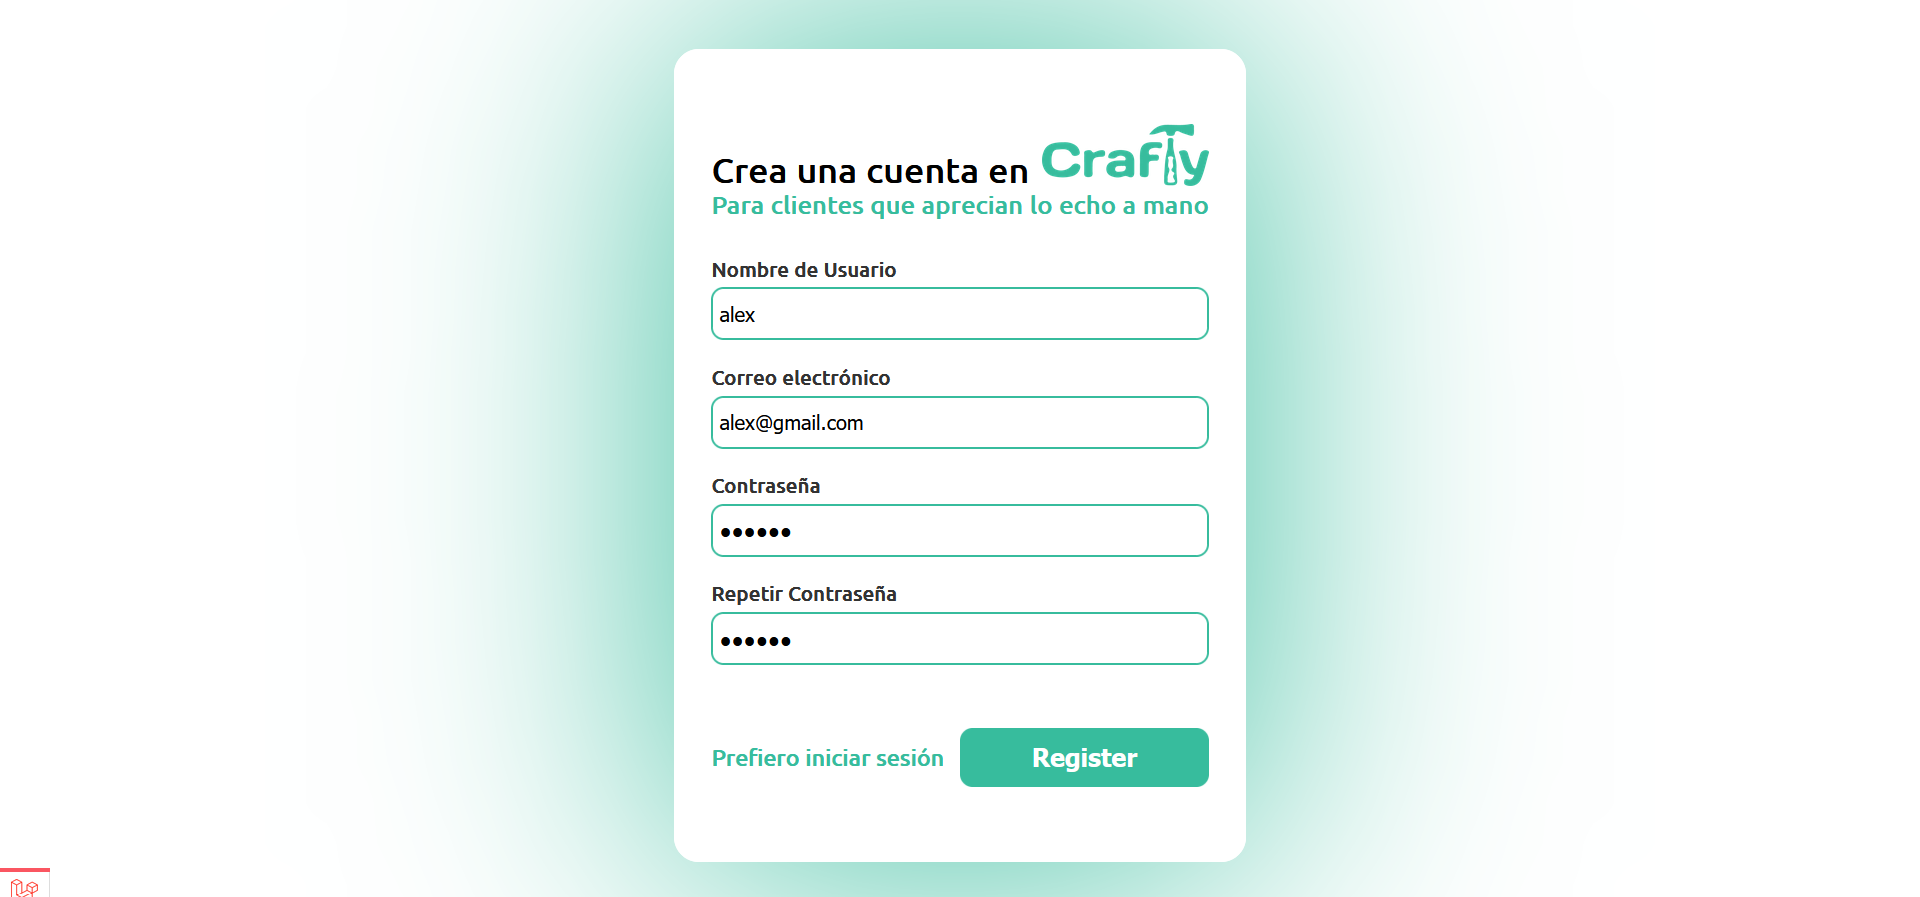 Crea una cuenta en Crafty
Para clientes que aprecian lo echo a mano
Nombre de Usuario
alex
Correo electrónico
alex@gmail.com
Contraseña
••••••
Repetir Contraseña
••••••
Prefiero iniciar sesión Register